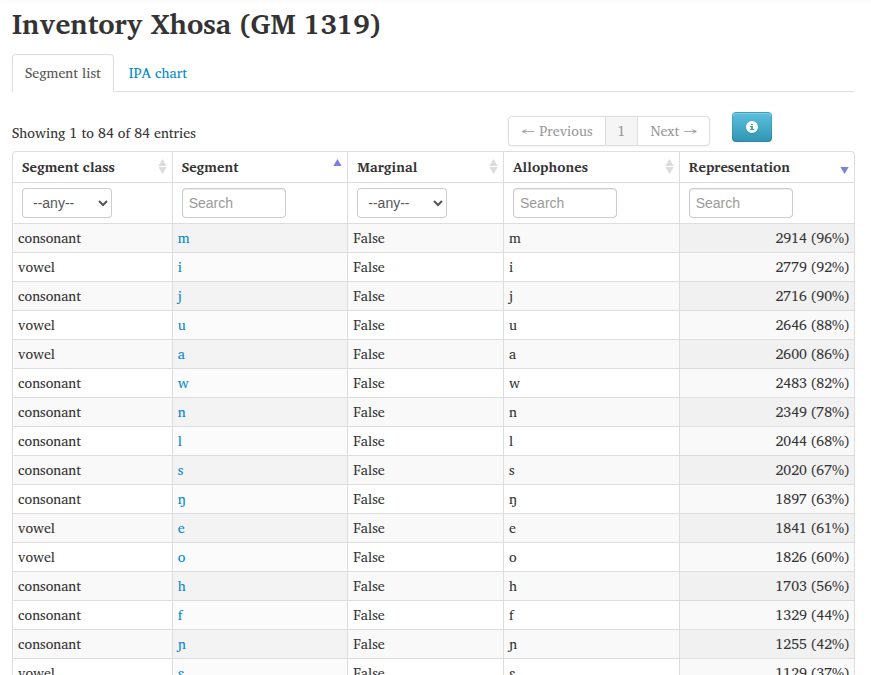 Inventory Xhosa (GM 1319)
Segment list IPA chart
Showing 1 to 84 of 84 entries ← Previous 1 Next →
Segment class Segment Marginal Allophones Representation
--any-- Search --any-- Search Search
consonant m False m 2914 (96%)
vowel i False i 2779 (92%)
consonant j False j 2716 (90%)
vowel u False u 2646 (88%)
vowel a False a 2600 (86%)
consonant w False w 2483 (82%)
consonant n False n 2349 (78%)
consonant l False l 2044 (68%)
consonant s False s 2020 (67%)
consonant ŋ False ŋ 1897 (63%)
vowel e False e 1841 (61%)
vowel o False o 1826 (60%)
consonant h False h 1703 (56%)
consonant f False f 1329 (44%)
consonant ɲ False ɲ 1255 (42%)
vowel False 1129 (37%)